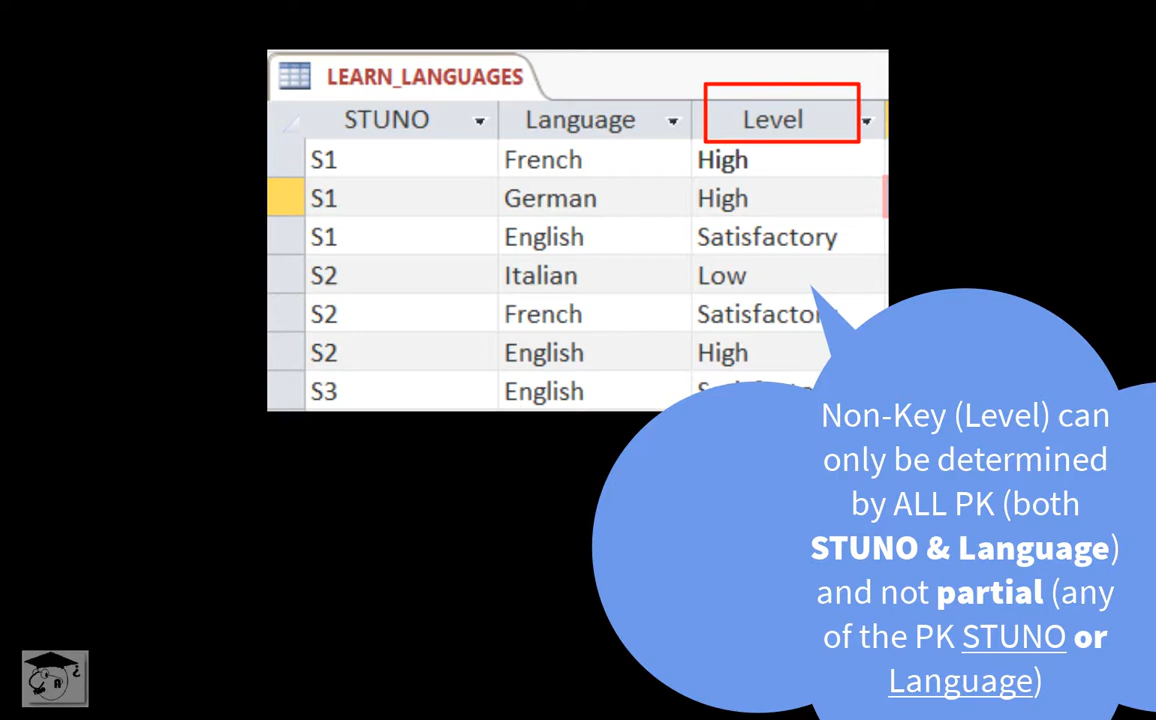 LEARN_LANGUAGES
STUNO Language Level
S1 French High
S1 German High
S1 English Satisfactory
S2 Italian Low
S2 French
S2 English High
S3 English
Non-Key (Level) can
only be determined
by ALL PK (both
STUNO & Language)
and not partial (any
of the PK STUNO or
Language)